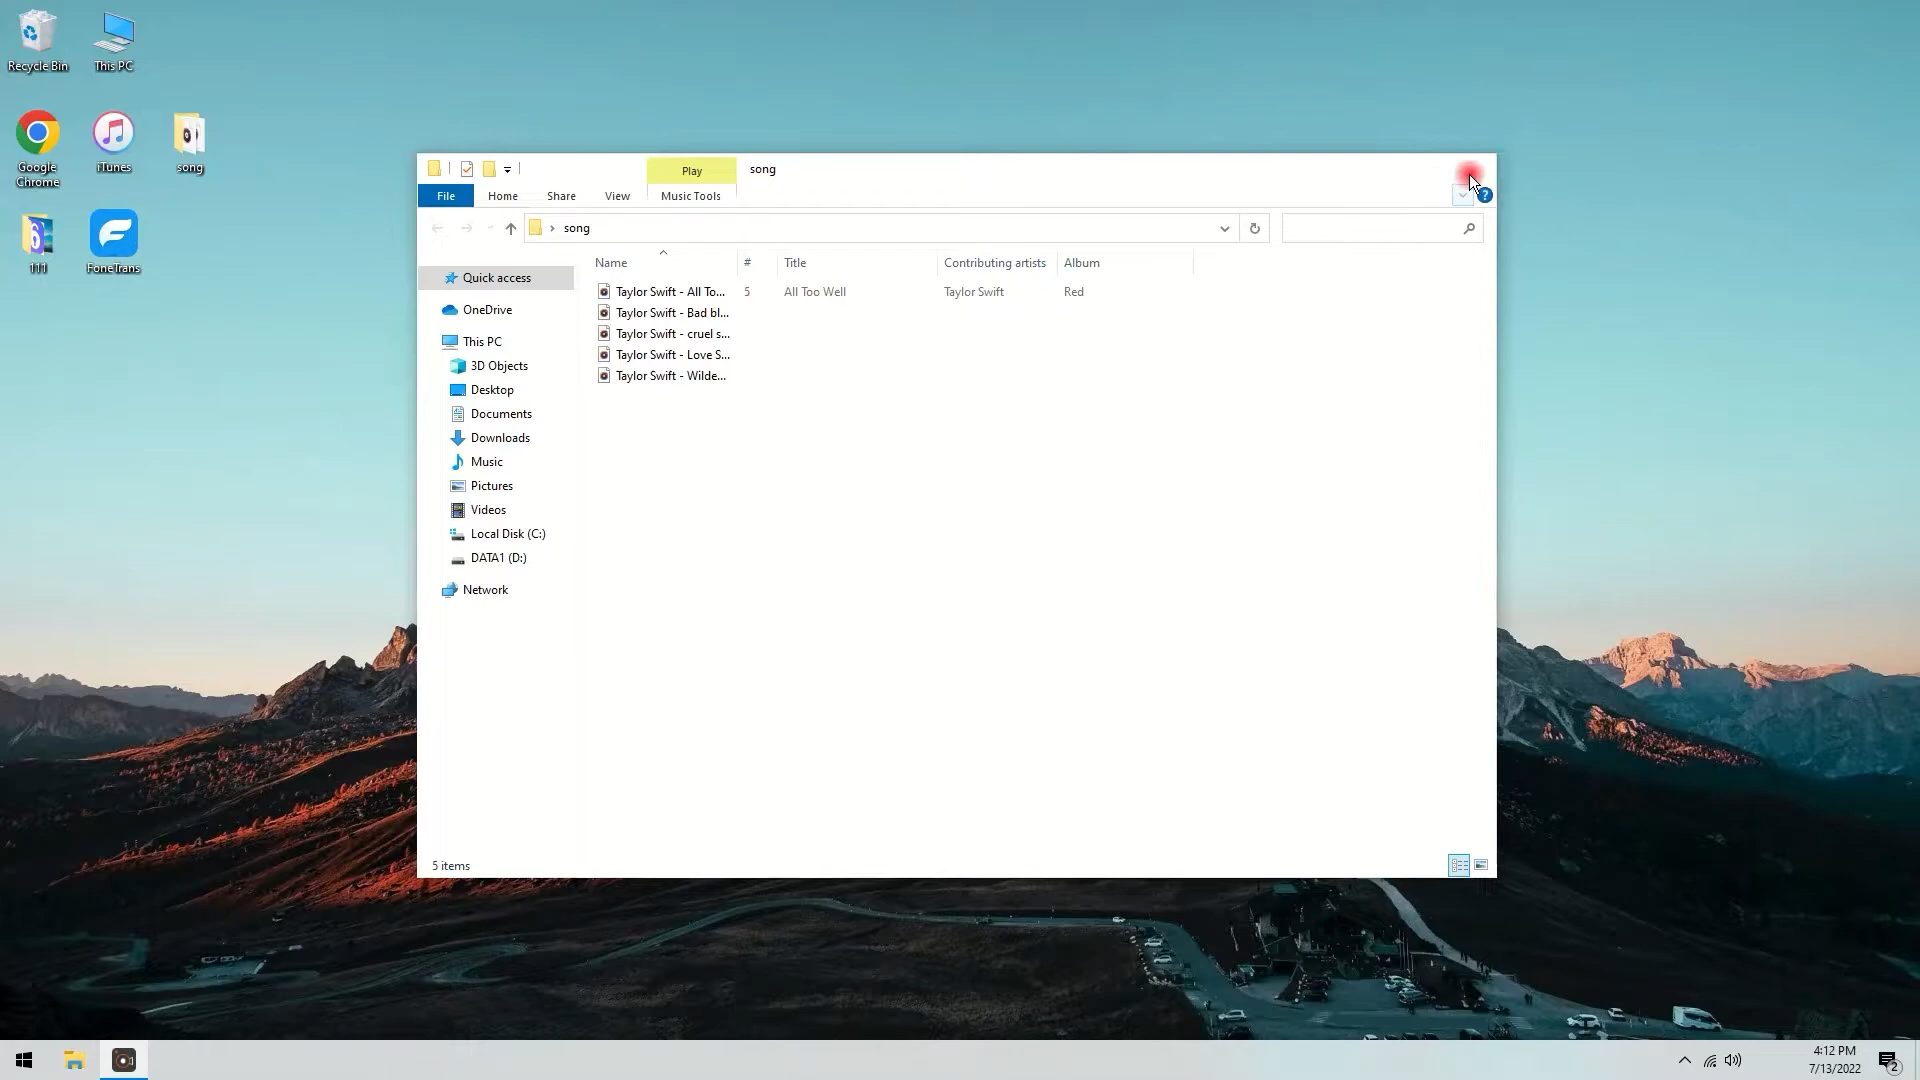 Recycle Bin
This PC
Google
Chrome
iTunes
song
111
FoneTrans
Play
song
File
Home
Share
View
Music Tools
song
Name
#
Title
Contributing artists
Album
Quick access
OneDrive
This PC
3D Objects
Desktop
Documents
Downloads
Music
Pictures
Videos
Local Disk (C:)
DATA1 (D:)
Network
Taylor Swift - All To... 5 All Too Well Taylor Swift Red
Taylor Swift - Bad bl...
Taylor Swift - cruel s...
Taylor Swift - Love S...
Taylor Swift - Wilde...
5 items
4:12 PM
7/13/2022
2